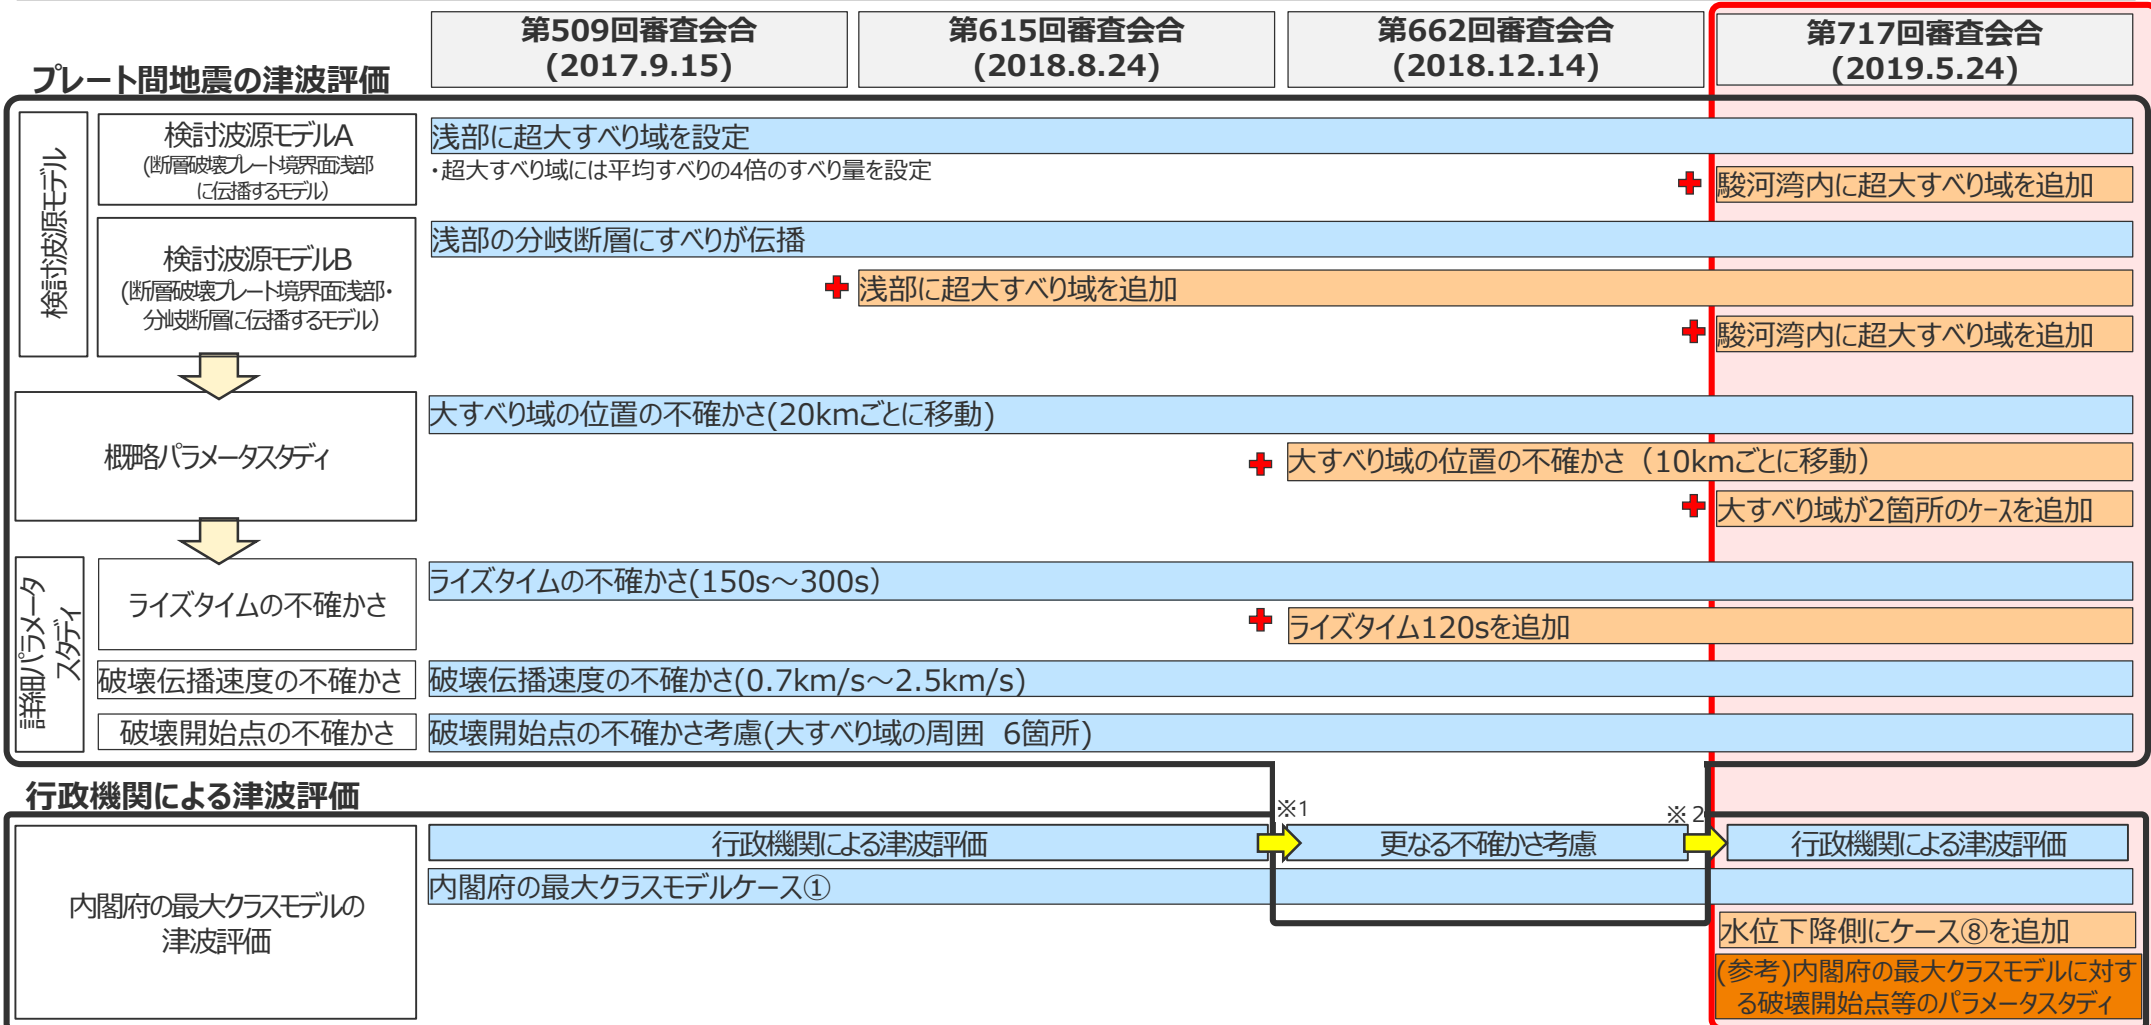 第509回審査会合
(2017.9.15)
第615回審査会合
(2018.8.24)
第662回審査会合
(2018.12.14)
第717回審査会合
(2019.5.24)
プレート間地震の津波評価
検討波源モデル
検討波源モデルA
(断層破壊プレート境界面浅部
に伝播するモデル)
浅部に超大すべり域を設定
・超大すべり域には平均すべりの4倍のすべり量を設定
駿河湾内に超大すべり域を追加
検討波源モデルB
(断層破壊プレート境界面浅部・
分岐断層に伝播するモデル)
浅部の分岐断層にすべりが伝播
浅部に超大すべり域を追加
駿河湾内に超大すべり域を追加
概略パラメータスタディ
大すべり域の位置の不確かさ(20kmごとに移動)
大すべり域の位置の不確かさ（10kmごとに移動）
大すべり域が2箇所のケースを追加
詳細パラメータ
スタディ
ライズタイムの不確かさ
ライズタイムの不確かさ(150s～300s)
ライズタイム120sを追加
破壊伝播速度の不確かさ
破壊伝播速度の不確かさ(0.7km/s～2.5km/s)
破壊開始点の不確かさ
破壊開始点の不確かさ考慮(大すべり域の周囲 6箇所)
行政機関による津波評価
内閣府の最大クラスモデルの
津波評価
行政機関による津波評価
※1
更なる不確かさ考慮
※2
行政機関による津波評価
内閣府の最大クラスモデルケース①
水位下降側にケース⑧を追加
(参考)内閣府の最大クラスモデルに対す
る破壊開始点等のパラメータスタディ